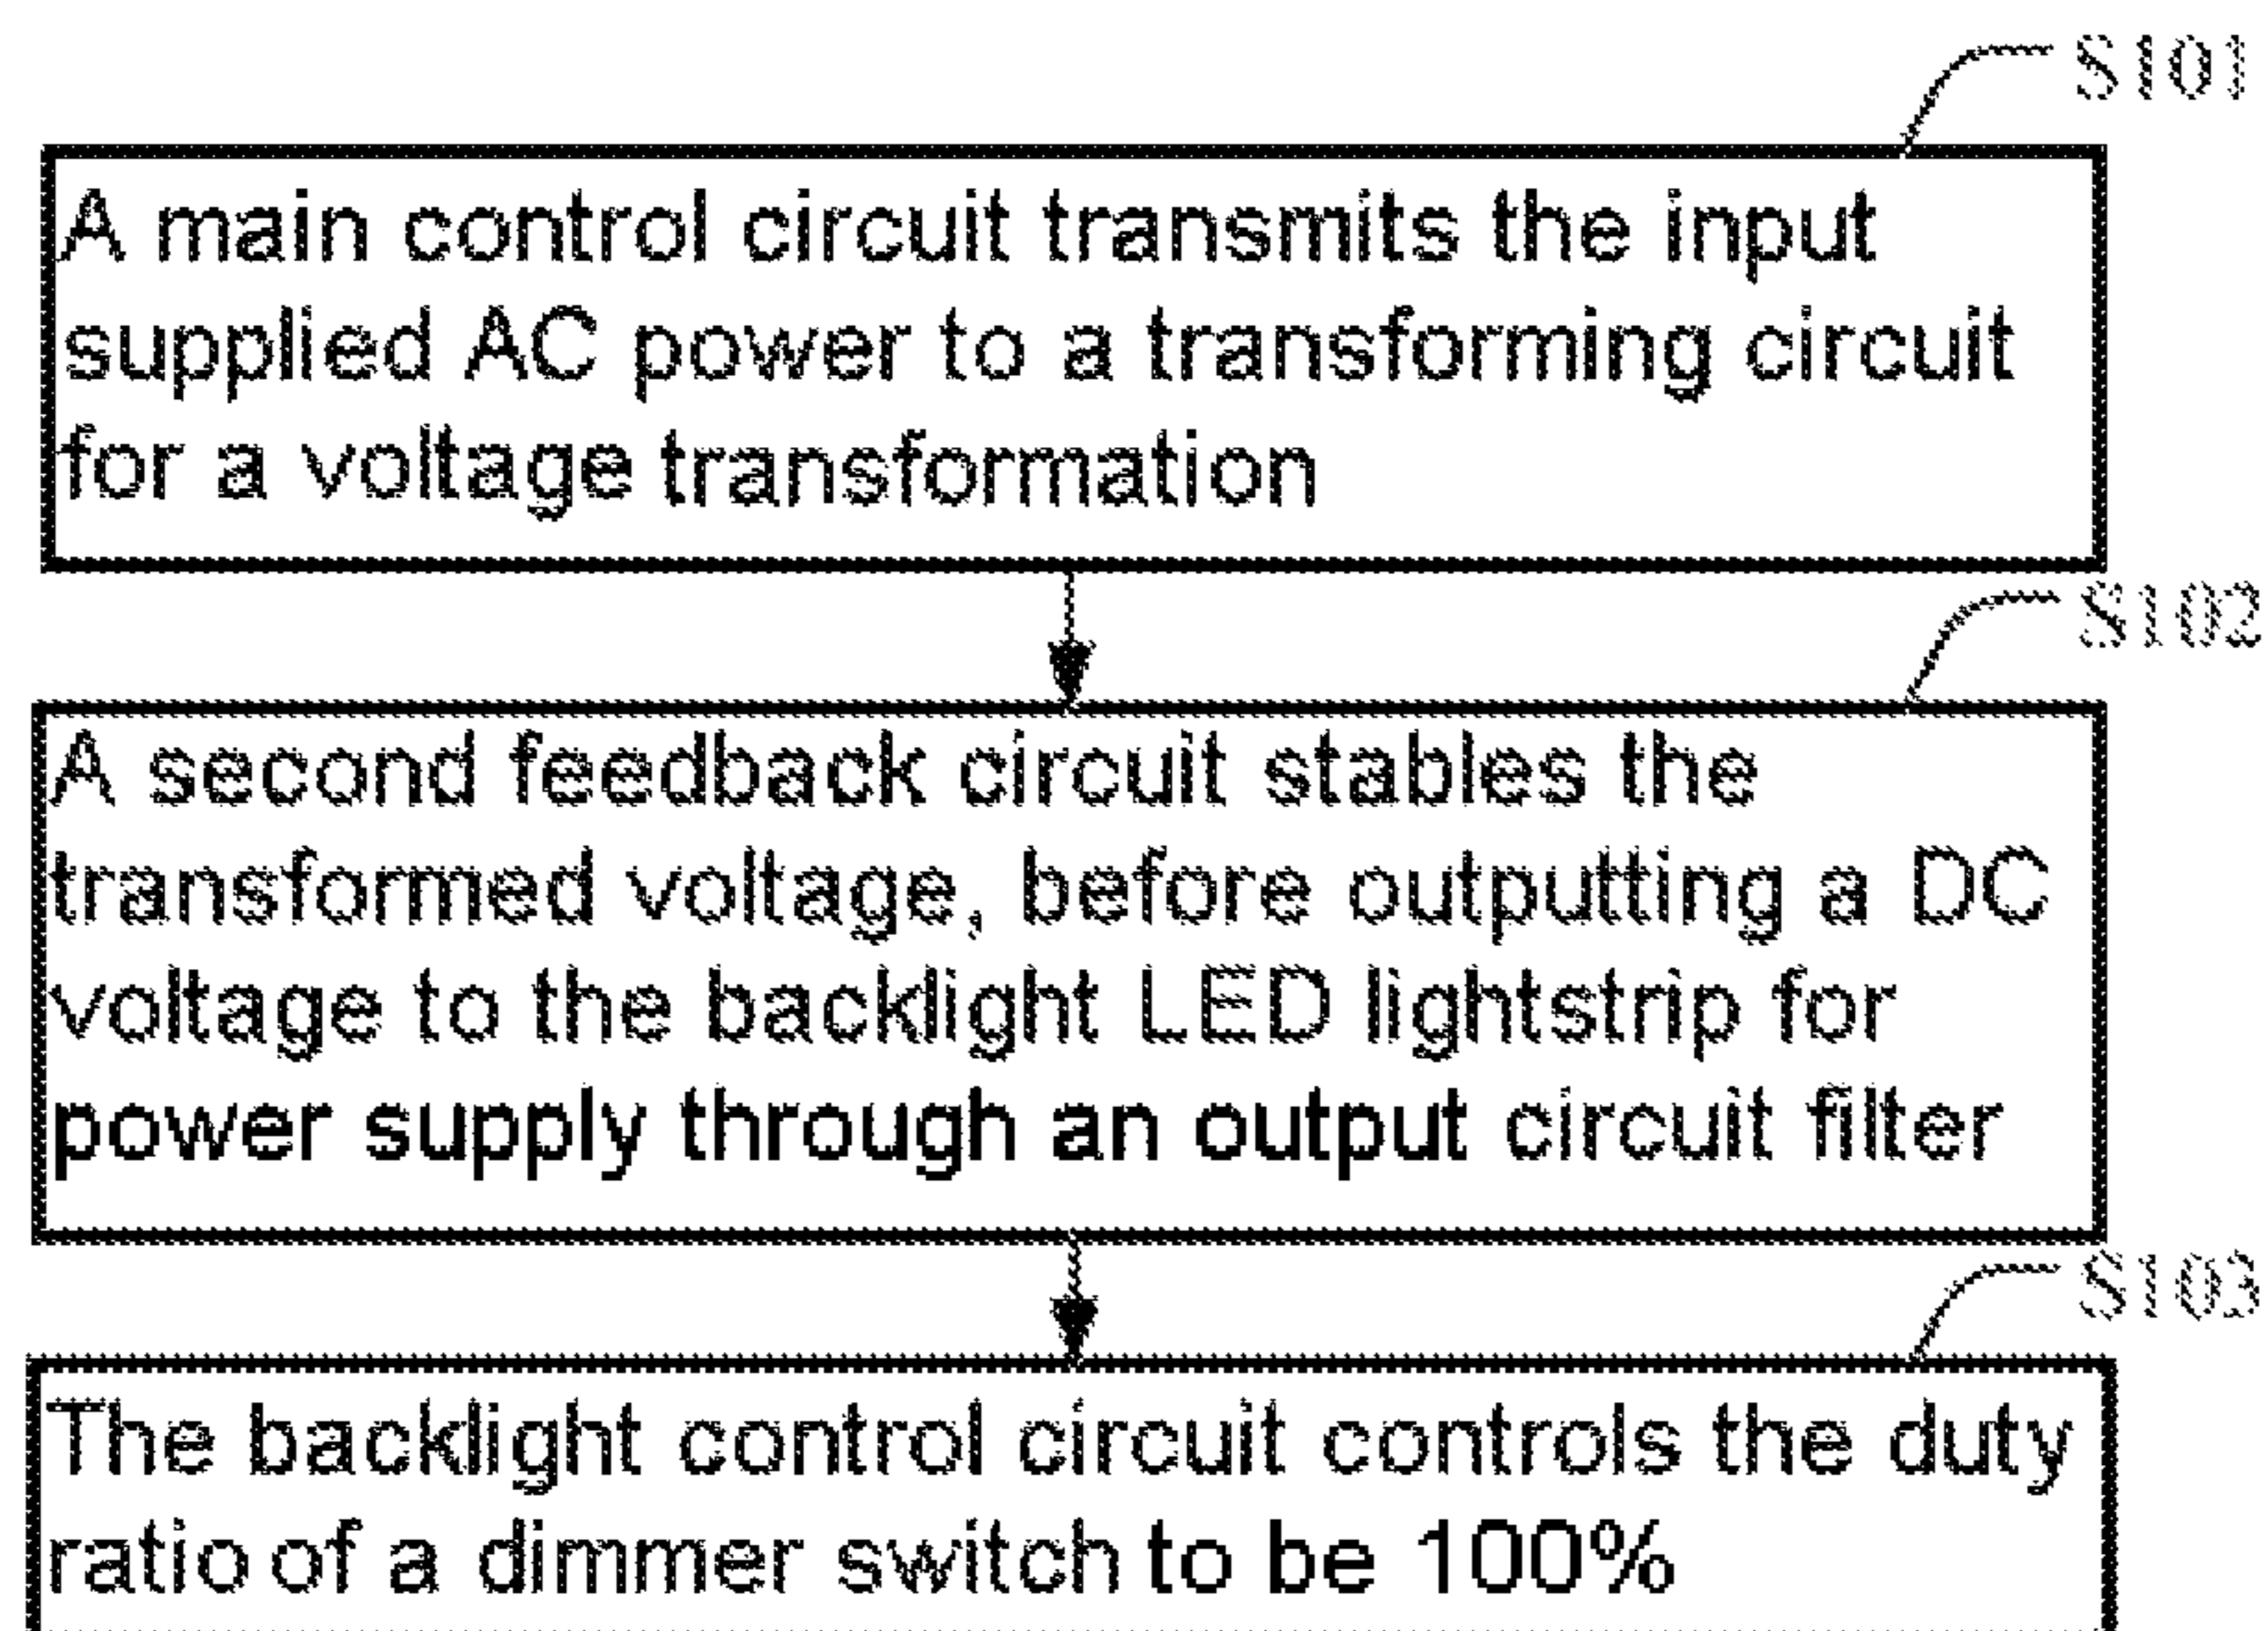 S101
A main control circuit transmits the input
supplied AC power to a transforming circuit
for a voltage transformation
S102
A second feedback circuit stables the
transformed voltage, before outputting a DC
voltage to the backlight LED lightstrip for
power supply through an output circuit filter
S103
The backlight control circuit controls the duty
ratio of a dimmer switch to be 100%